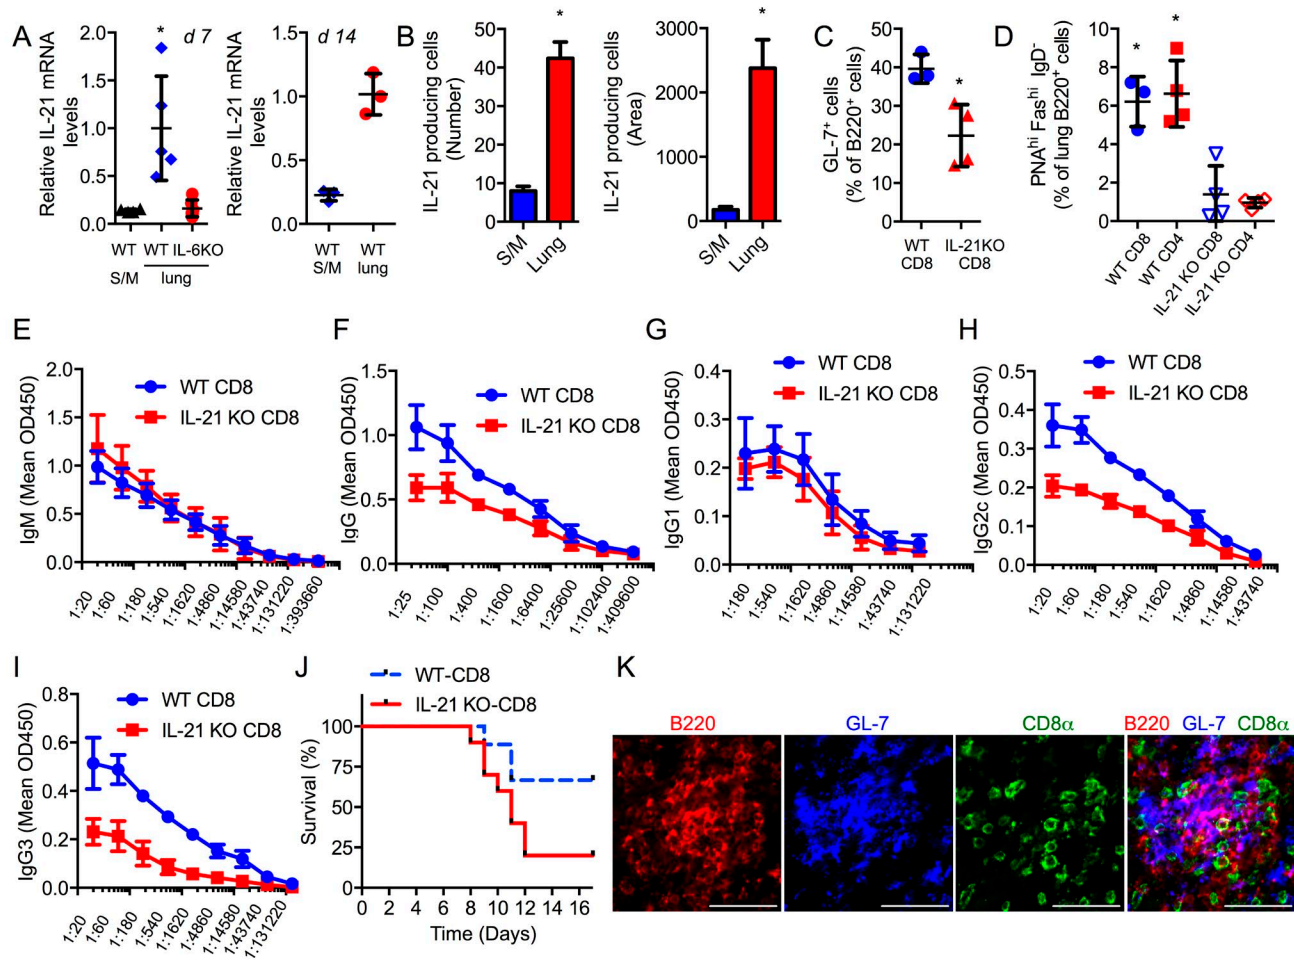 A
Relative IL-21 mRNA
levels
d 7
*
2.0
1.5
1.0
0.5
0.0
WT
WT
IL-6KO
S/M
lung
Relative IL-21 mRNA
levels
d 14
1.5
1.0
0.5
0.0
WT
S/M
WT
lung
B
IL-21 producing cells
(Number)
*
50
40
30
20
10
0
S/M
Lung
IL-21 producing cells
(Area)
*
3000
2000
1000
0
S/M
Lung
C
GL-7+ cells
(% of B220+ cells)
*
50
40
30
20
10
0
WT
CD8
IL-21KO
CD8
D
PNAhi Fashi IgD-
(% of lung B220+ cells)
*
*
10
8
6
4
2
0
WT CD8
WT CD4
IL-21 KO CD8
IL-21 KO CD4
E
IgM (Mean OD450)
WT CD8
IL-21 KO CD8
2.0
1.5
1.0
0.5
0.0
1:20
1:60
1:180
1:540
1:1620
1:4860
1:14580
1:43740
1:131220
1:393660
F
IgG (Mean OD450)
WT CD8
IL-21 KO CD8
1.5
1.0
0.5
0.0
1:25
1:100
1:400
1:1600
1:6400
1:25600
1:102400
1:409600
G
IgG1 (Mean OD450)
WT CD8
IL-21 KO CD8
0.4
0.3
0.2
0.1
0.0
1:180
1:540
1:1620
1:4860
1:14580
1:43740
1:131220
H
IgG2c (Mean OD450)
WT CD8
IL-21 KO CD8
0.5
0.4
0.3
0.2
0.1
0.0
1:20
1:60
1:180
1:540
1:1620
1:4860
1:14580
1:43740
I
IgG3 (Mean OD450)
WT CD8
IL-21 KO CD8
0.8
0.6
0.4
0.2
0.0
1:20
1:60
1:180
1:540
1:1620
1:4860
1:14580
1:43740
1:131220
J
WT-CD8
IL-21 KO-CD8
Survival (%)
100
75
50
25
0
0 2 4 6 8 10 12 14 16
Time (Days)
K
B220
GL-7
CD8α
B220 GL-7 CD8α